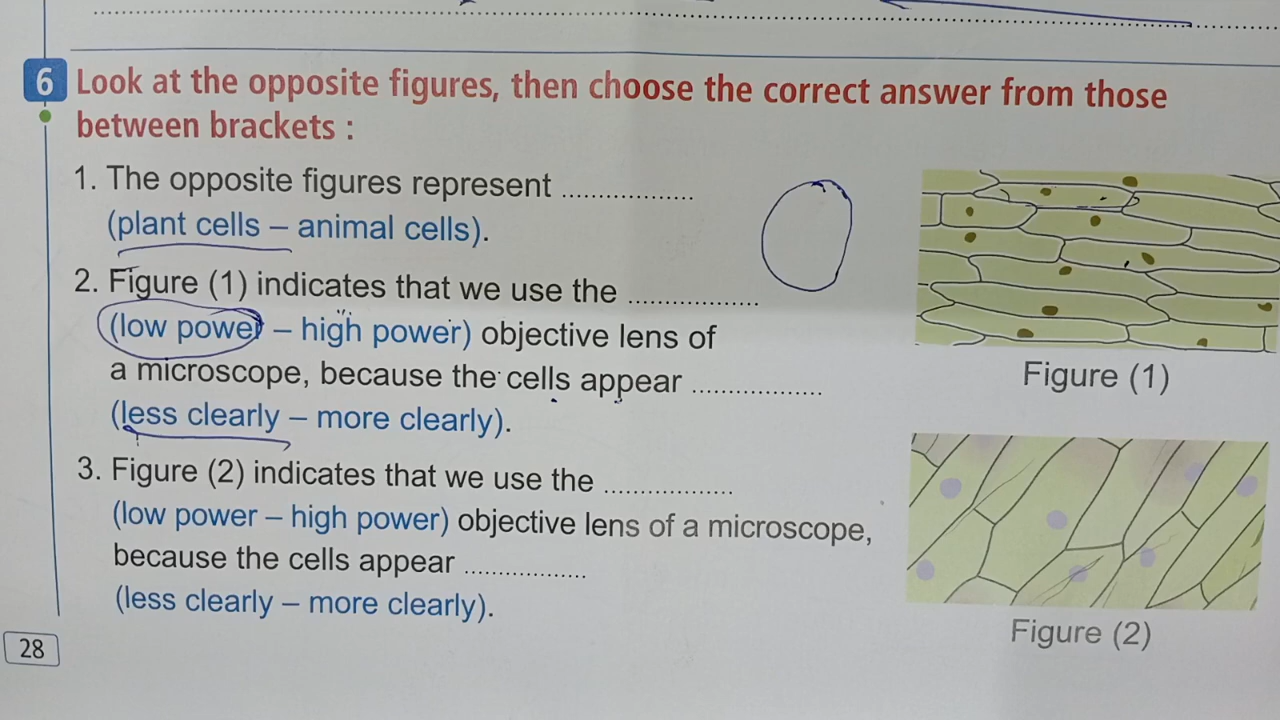 6 Look at the opposite figures, then choose the correct answer from those
between brackets :
1. The opposite figures represent ..................
(plant cells – animal cells).
2. Figure (1) indicates that we use the ..................
(low power – high power) objective lens of
a microscope, because the cells appear ..................
(less clearly – more clearly).
Figure (1)
3. Figure (2) indicates that we use the ..................
(low power – high power) objective lens of a microscope,
because the cells appear ..................
(less clearly – more clearly).
Figure (2)
28